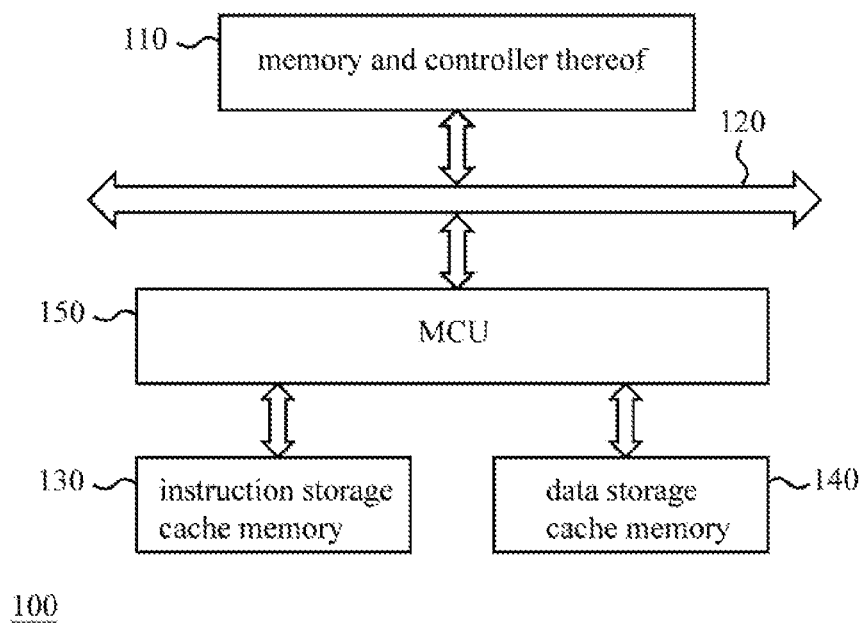 110
memory and controller thereof
120
150
MCU
130
instruction storage
cache memory
data storage
cache memory
140
100